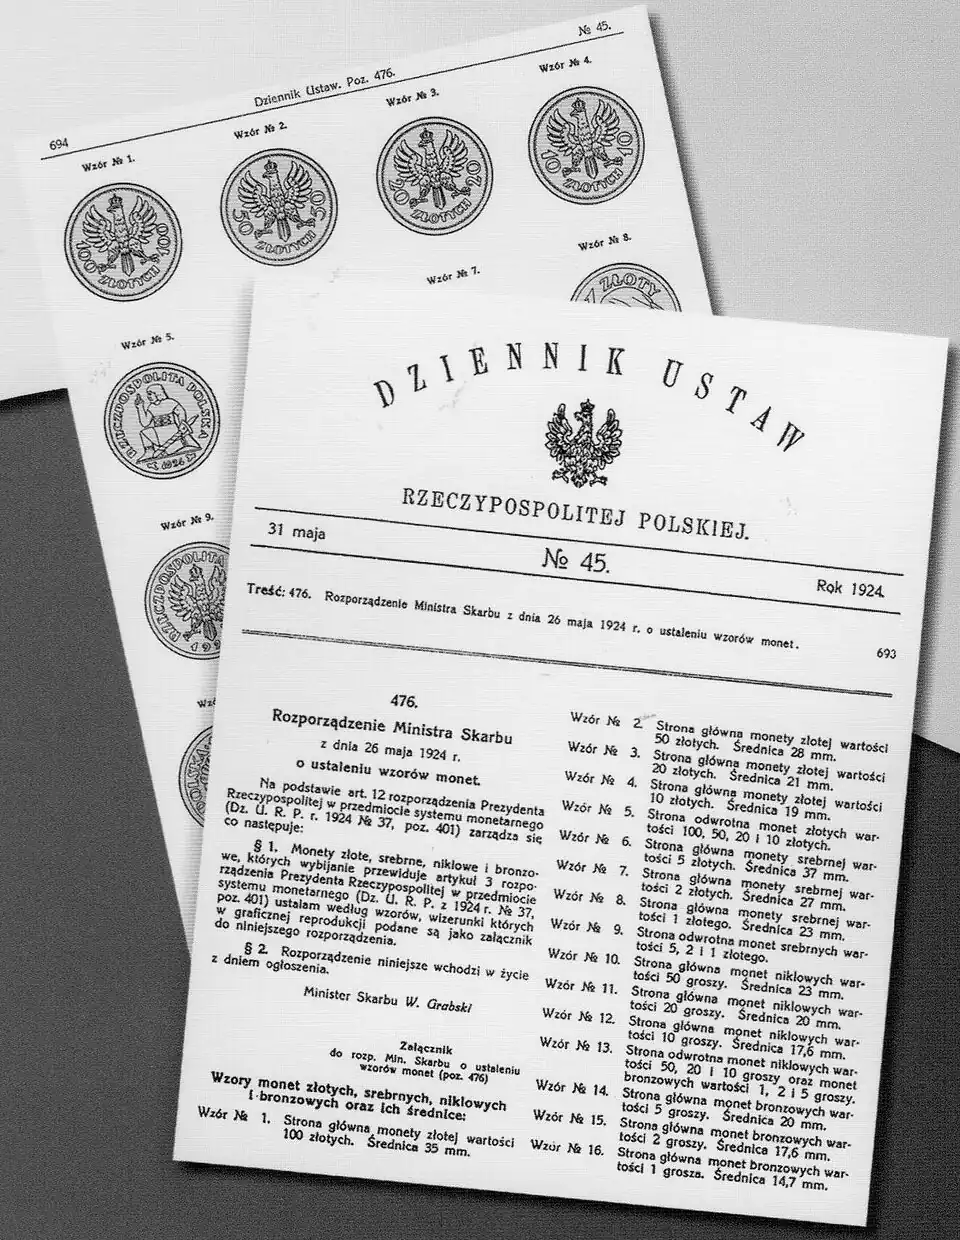 694
Dziennik Ustaw. Poz. 476.
№ 45.
Wzór № 1.
Wzór № 2.
Wzór № 3.
Wzór № 4.
100 ZŁOTYCH 100
50 ZŁOTYCH 50
20 ZŁOTYCH 20
10 ZŁOTYCH 10
Wzór № 5.
Wzór № 7.
Wzór № 8.
RZECZPOSPOLITA POLSKA
1924
ZŁOTY
Wzór № 9.
RZECZPOSPOLITA
DZIENNIK USTAW
RZECZYPOSPOLITEJ POLSKIEJ.
31 maja
№ 45.
Rok 1924.
Treść: 476. Rozporządzenie Ministra Skarbu z dnia 26 maja 1924 r. o ustaleniu wzorów monet.
693
476.
Rozporządzenie Ministra Skarbu
z dnia 26 maja 1924 r.
o ustaleniu wzorów monet.
Na podstawie art. 12 rozporządzenia Prezydenta
Rzeczypospolitej w przedmiocie systemu monetarnego
(Dz. U. R. P. r. 1924 № 37, poz. 401) zarządza się
co następuje:
§ 1. Monety złote, srebrne, niklowe i bronzo-
we, których wybijanie przewiduje artykuł 3 rozpo-
rządzenia Prezydenta Rzeczypospolitej w przedmiocie
systemu monetarnego (Dz. U. R. P. z 1924 r. № 37,
poz. 401) ustalam według wzorów, wizerunki których
w graficznej reprodukcji podane są jako załącznik
do niniejszego rozporządzenia.
§ 2. Rozporządzenie niniejsze wchodzi w życie
z dniem ogłoszenia.
Minister Skarbu W. Grabski
Załącznik
do rozp. Min. Skarbu o ustaleniu
wzorów monet (poz. 476)
Wzory monet złotych, srebrnych, niklowych
i bronzowych oraz ich średnice:
Wzór № 1. Strona główna monety złotej wartości
100 złotych. Średnica 35 mm.
Wzór № 2. Strona główna monety złotej wartości
50 złotych. Średnica 28 mm.
Wzór № 3. Strona główna monety złotej wartości
20 złotych. Średnica 21 mm.
Wzór № 4. Strona główna monety złotej wartości
10 złotych. Średnica 19 mm.
Wzór № 5. Strona odwrotna monet złotych war-
tości 100, 50, 20 i 10 złotych.
Wzór № 6. Strona główna monety srebrnej war-
tości 5 złotych. Średnica 37 mm.
Wzór № 7. Strona główna monety srebrnej war-
tości 2 złotych. Średnica 27 mm.
Wzór № 8. Strona główna monety srebrnej war-
tości 1 złotego. Średnica 23 mm.
Wzór № 9. Strona odwrotna monet srebrnych war-
tości 5, 2 i 1 złotego.
Wzór № 10. Strona główna monet niklowych war-
tości 50 groszy. Średnica 23 mm.
Wzór № 11. Strona główna monet niklowych war-
tości 20 groszy. Średnica 20 mm.
Wzór № 12. Strona główna monet niklowych war-
tości 10 groszy. Średnica 17,6 mm.
Wzór № 13. Strona odwrotna monet niklowych war-
tości 50, 20 i 10 groszy oraz monet
bronzowych wartości 1, 2 i 5 groszy.
Wzór № 14. Strona główna monet bronzowych war-
tości 5 groszy. Średnica 20 mm.
Wzór № 15. Strona główna monet bronzowych war-
tości 2 groszy. Średnica 17,6 mm.
Wzór № 16. Strona główna monet bronzowych war-
tości 1 grosza. Średnica 14,7 mm.